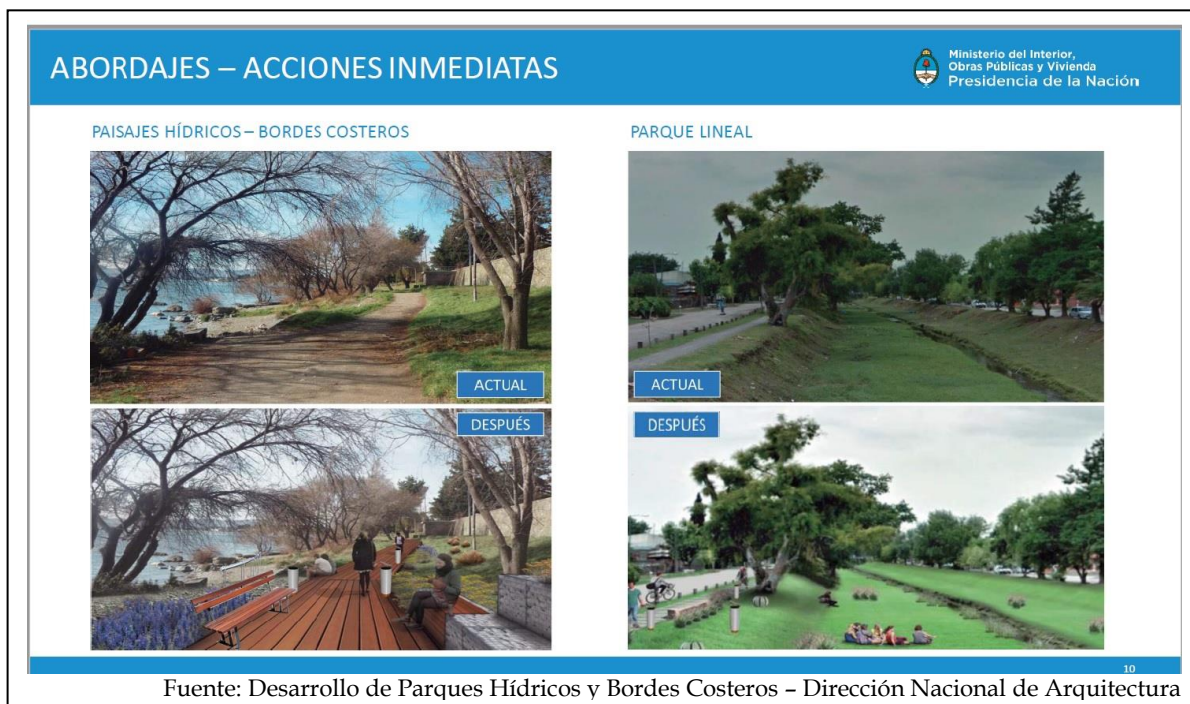 ABORDAJES – ACCIONES INMEDIATAS
Ministerio del Interior,
Obras Públicas y Vivienda
Presidencia de la Nación
PAISAJES HÍDRICOS – BORDES COSTEROS
ACTUAL
DESPUÉS
PARQUE LINEAL
ACTUAL
DESPUÉS
10
Fuente: Desarrollo de Parques Hídricos y Bordes Costeros – Dirección Nacional de Arquitectura